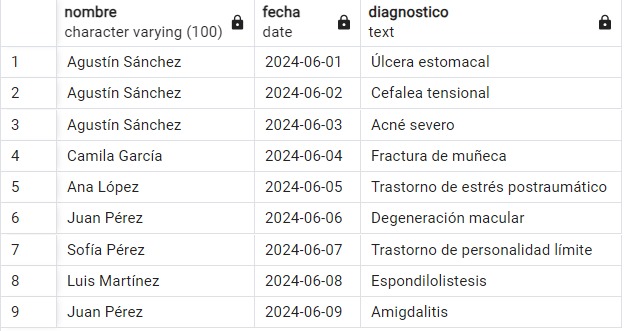 nombre fecha diagnostico
character varying (100) date text
1 Agustín Sánchez 2024-06-01 Úlcera estomacal
2 Agustín Sánchez 2024-06-02 Cefalea tensional
3 Agustín Sánchez 2024-06-03 Acné severo
4 Camila García 2024-06-04 Fractura de muñeca
5 Ana López 2024-06-05 Trastorno de estrés postraumático
6 Juan Pérez 2024-06-06 Degeneración macular
7 Sofía Pérez 2024-06-07 Trastorno de personalidad límite
8 Luis Martínez 2024-06-08 Espondilolistesis
9 Juan Pérez 2024-06-09 Amigdalitis